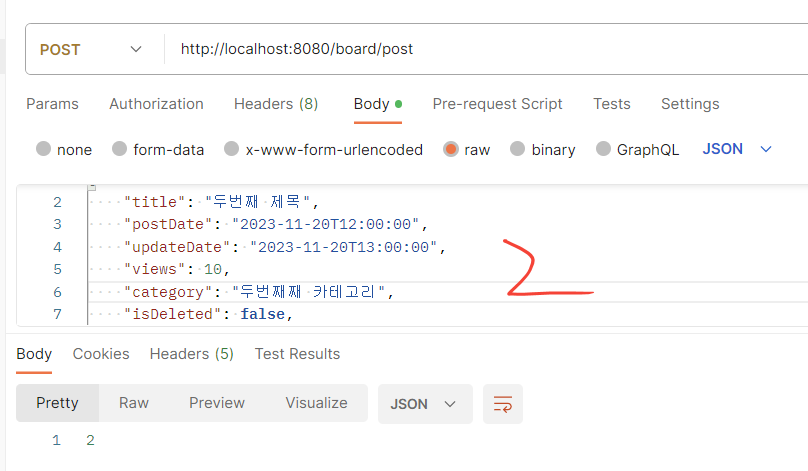 POST http://localhost:8080/board/post
Params Authorization Headers (8) Body Pre-request Script Tests Settings
none form-data x-www-form-urlencoded raw binary GraphQL JSON
2 "title": "두번째 제목",
3 "postDate": "2023-11-20T12:00:00",
4 "updateDate": "2023-11-20T13:00:00",
5 "views": 10,
6 "category": "두번째째 카테고리",
7 "isDeleted": false,
2
Body Cookies Headers (5) Test Results
Pretty Raw Preview Visualize JSON
1 2